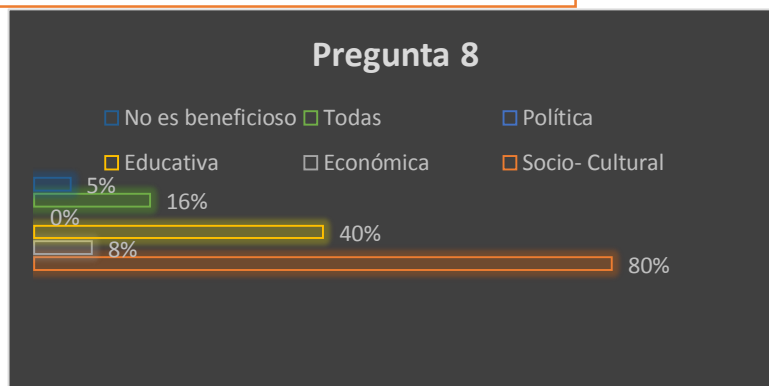 Pregunta 8
No es beneficioso Todas Política
Educativa Económica Socio- Cultural
5%
16%
0%
40%
8%
80%